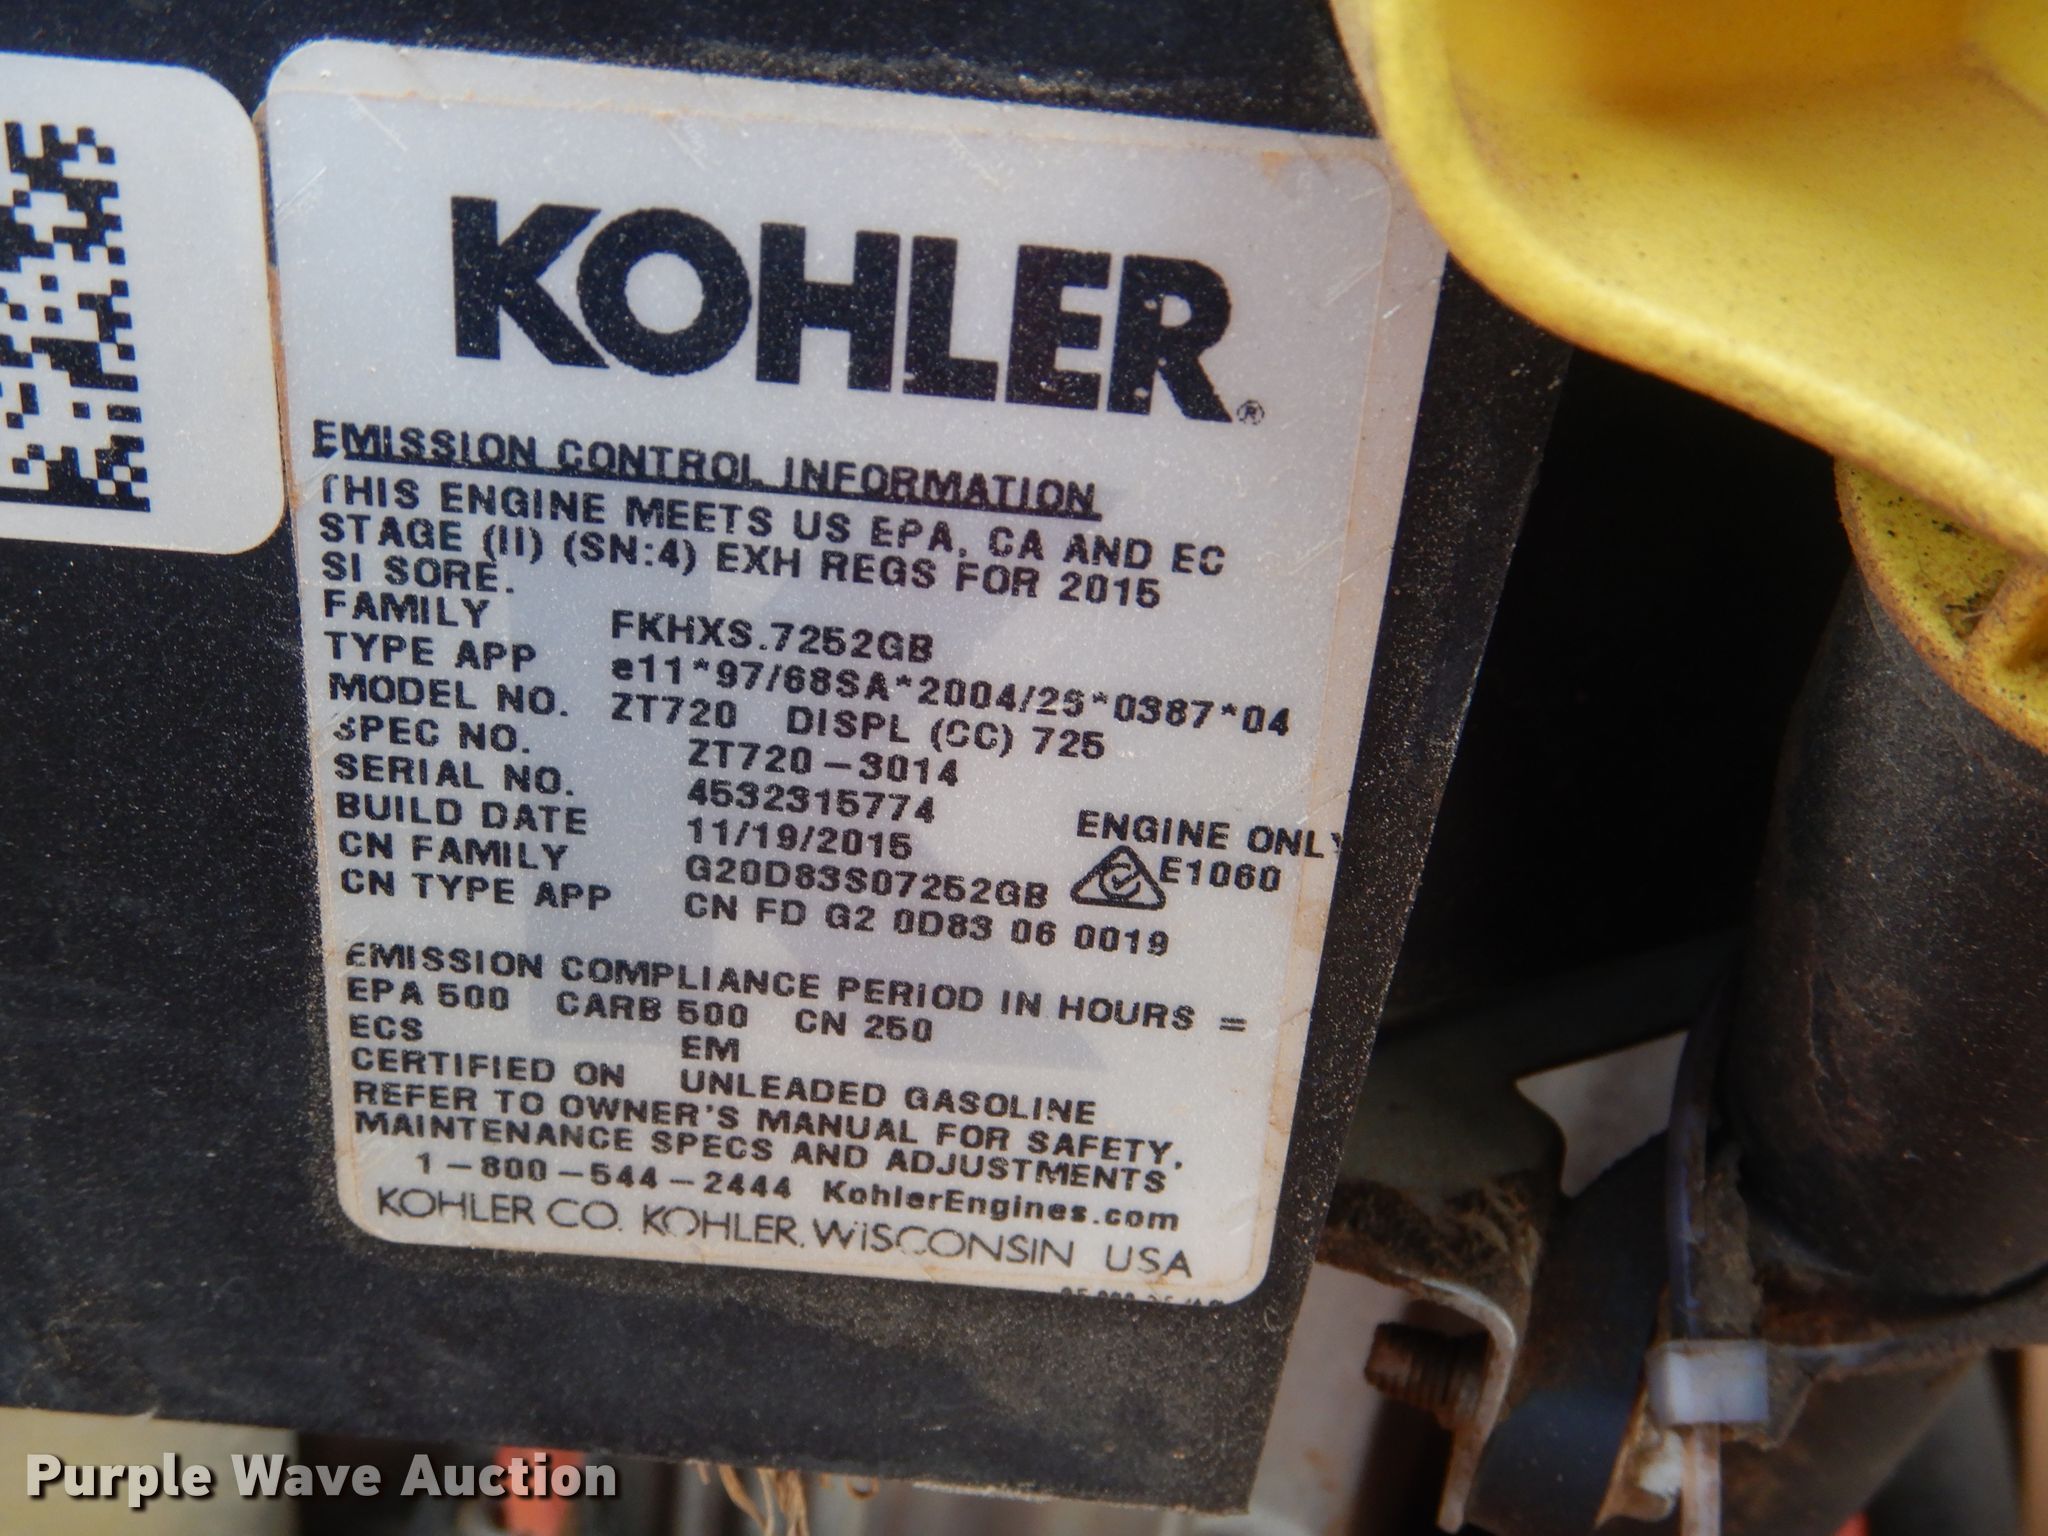 KOHLER®
EMISSION CONTROL INFORMATION
THIS ENGINE MEETS US EPA, CA AND EC
STAGE (II) (SN:4) EXH REGS FOR 2015
SI SORE.
FAMILY FKHXS.7252GB
TYPE APP e11*97/68SA*2004/26*0387*04
MODEL NO. ZT720 DISPL (CC) 725
SPEC NO. ZT720-3014
SERIAL NO. 4532315774
BUILD DATE 11/19/2015 ENGINE ONLY
CN FAMILY G20D83S07252GB E1060
CN TYPE APP CN FD G2 0D83 06 0019
EMISSION COMPLIANCE PERIOD IN HOURS =
EPA 500 CARB 500 CN 250
ECS EM
CERTIFIED ON UNLEADED GASOLINE
REFER TO OWNER'S MANUAL FOR SAFETY,
MAINTENANCE SPECS AND ADJUSTMENTS
1-800-544-2444 KohlerEngines.com
KOHLER CO. KOHLER, WISCONSIN USA
Purple Wave Auction